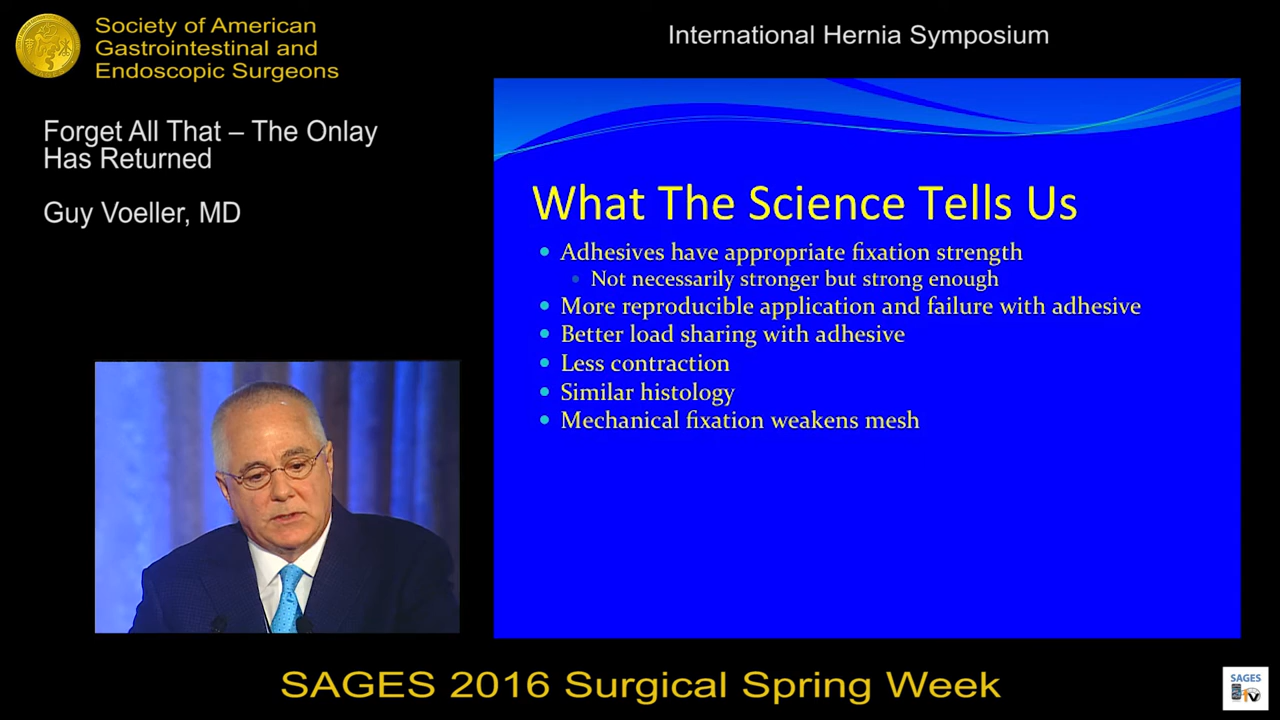 Society of American
Gastrointestinal and
Endoscopic Surgeons
International Hernia Symposium
Forget All That – The Onlay
Has Returned
Guy Voeller, MD
What The Science Tells Us
Adhesives have appropriate fixation strength
Not necessarily stronger but strong enough
More reproducible application and failure with adhesive
Better load sharing with adhesive
Less contraction
Similar histology
Mechanical fixation weakens mesh
SAGES 2016 Surgical Spring Week
SAGES
TV